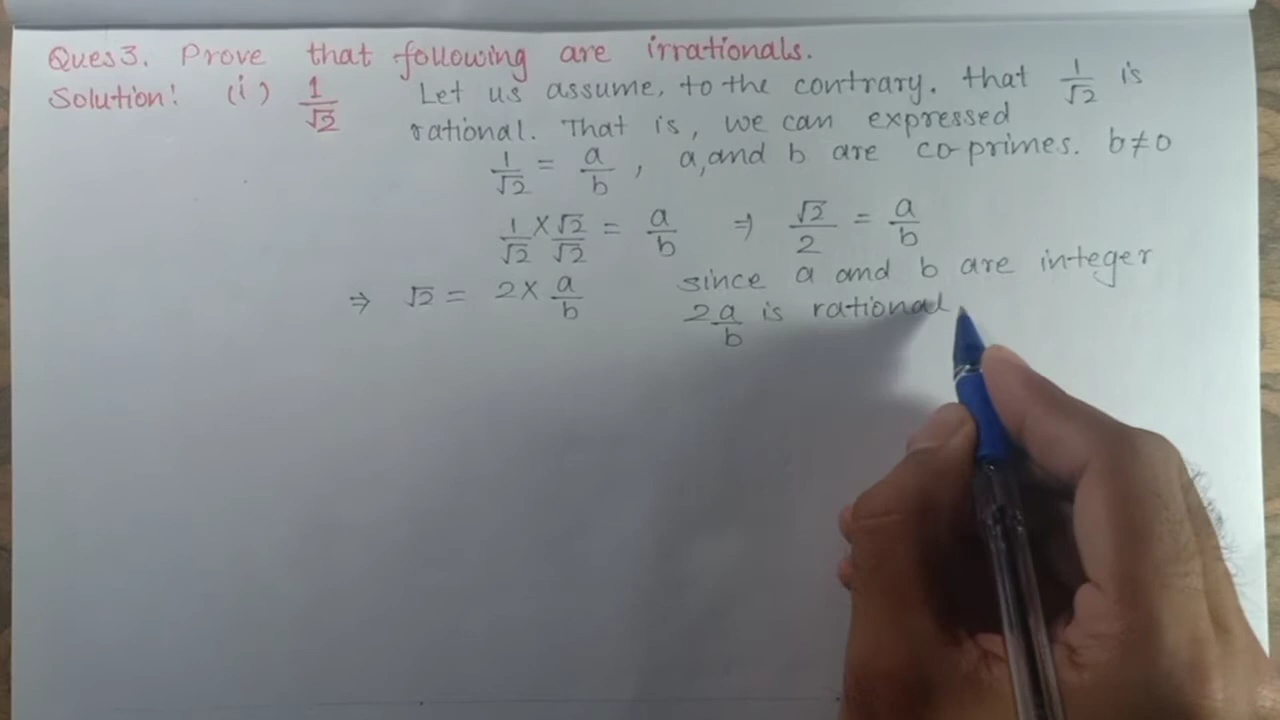 Ques 3. Prove that following are irrationals.
Solution: (i) 1/√2 Let us assume, to the contrary. that 1/√2 is
rational. That is, we can expressed
1/√2 = a/b , a, and b are co-primes. b≠0
1/√2 × √2/√2 = a/b ⇒ √2/2 = a/b
⇒ √2 = 2 × a/b since a and b are integer
2a/b is rational